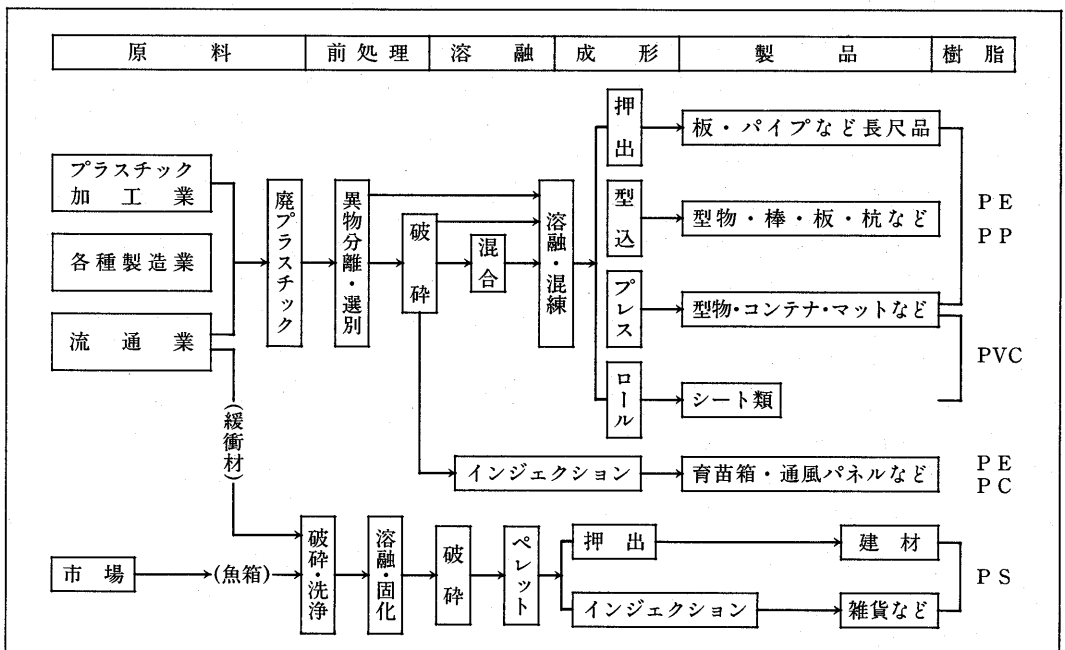 原料 前処理 溶融 成形 製品 樹脂
プラスチック
加工業
各種製造業
流通業
(緩衝材)
廃プラスチック
異物分離・選別
破砕
混合
溶融・混練
押出
板・パイプなど長尺品
型込
型物・棒・板・杭など
プレス
型物・コンテナ・マットなど
ロール
シート類
PE
PP
PVC
インジェクション
育苗箱・通風パネルなど
PE
PC
市場
(魚箱)
破砕・洗浄
溶融・固化
破砕
ペレット
押出
建材
インジェクション
雑貨など
PS